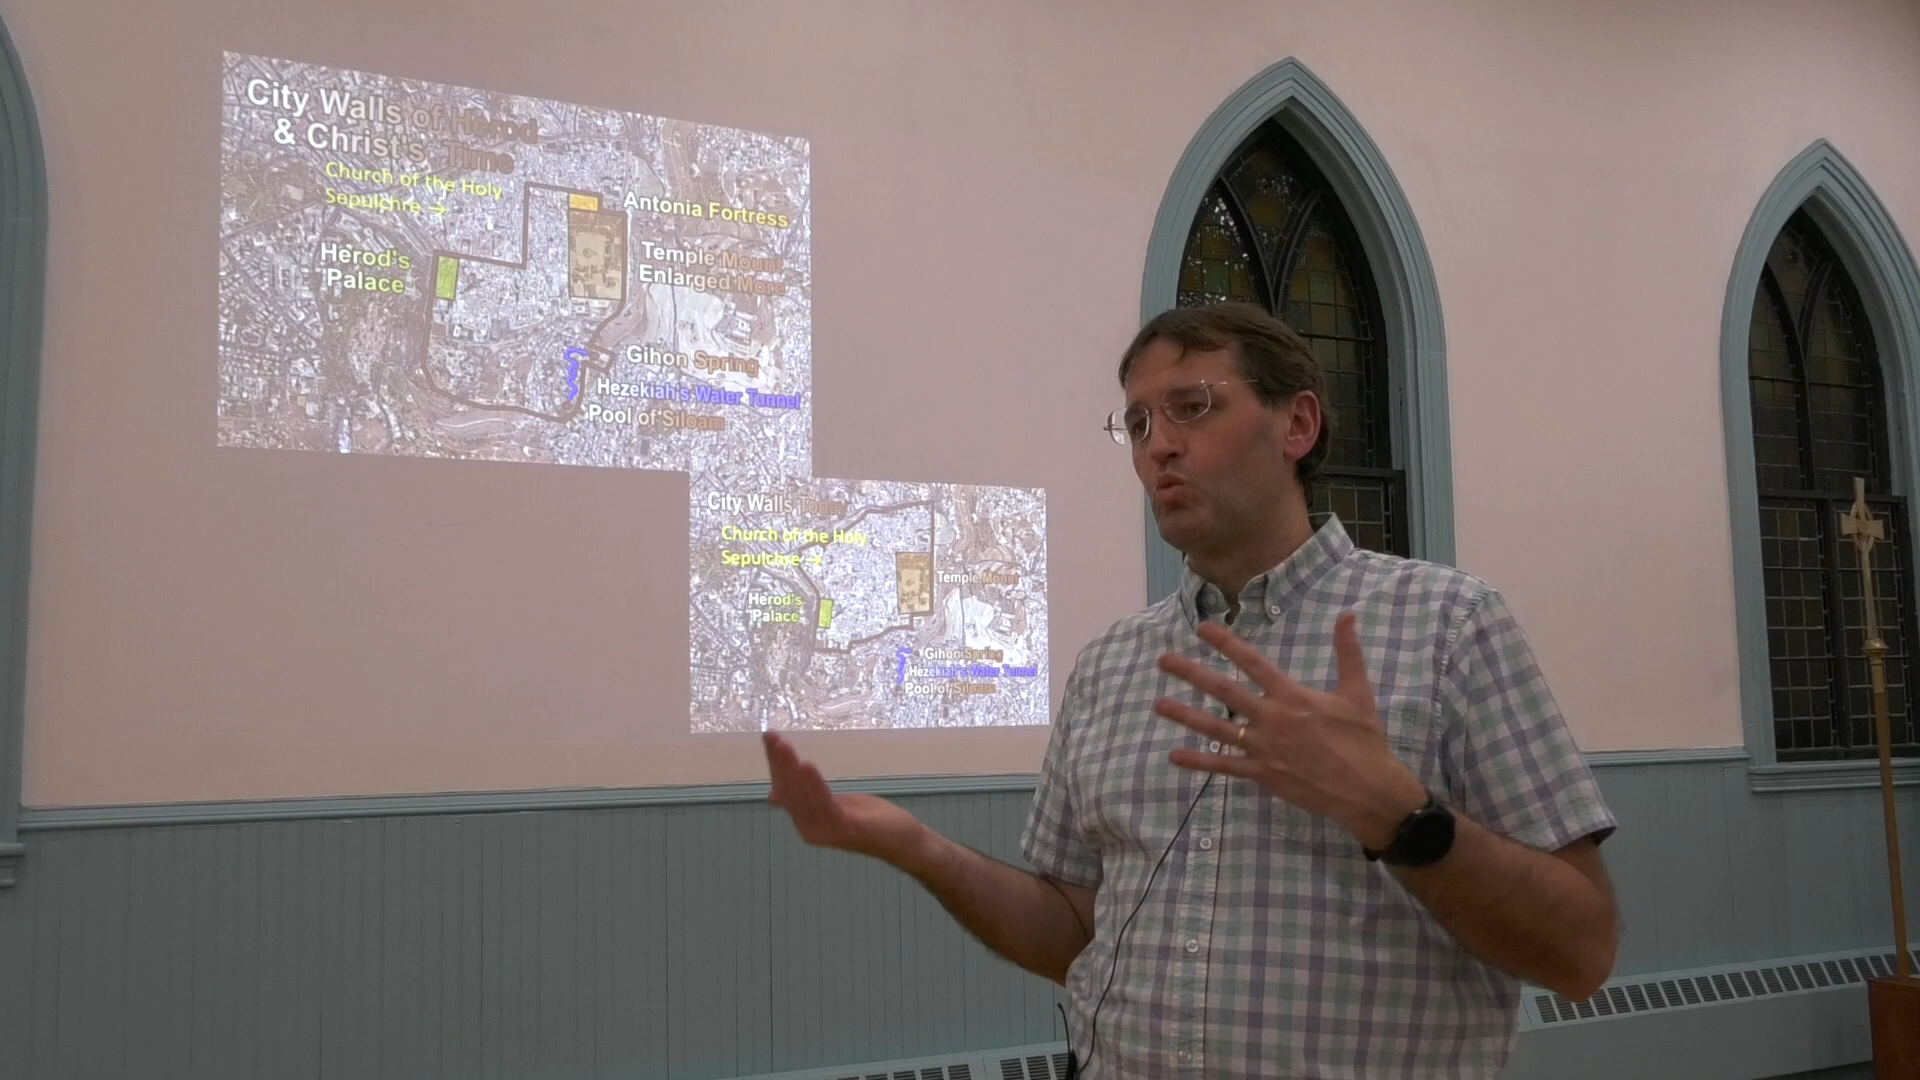 City Walls of Herod
& Christ's Time
Church of the Holy
Sepulchre →
Antonia Fortress
Herod's
Palace
Temple Mount
Enlarged More
Gihon Spring
Hezekiah's Water Tunnel
Pool of Siloam
City Walls Today
Church of the Holy
Sepulchre →
Temple Mount
Herod's
Palace
Gihon Spring
Hezekiah's Water Tunnel
Pool of Siloam